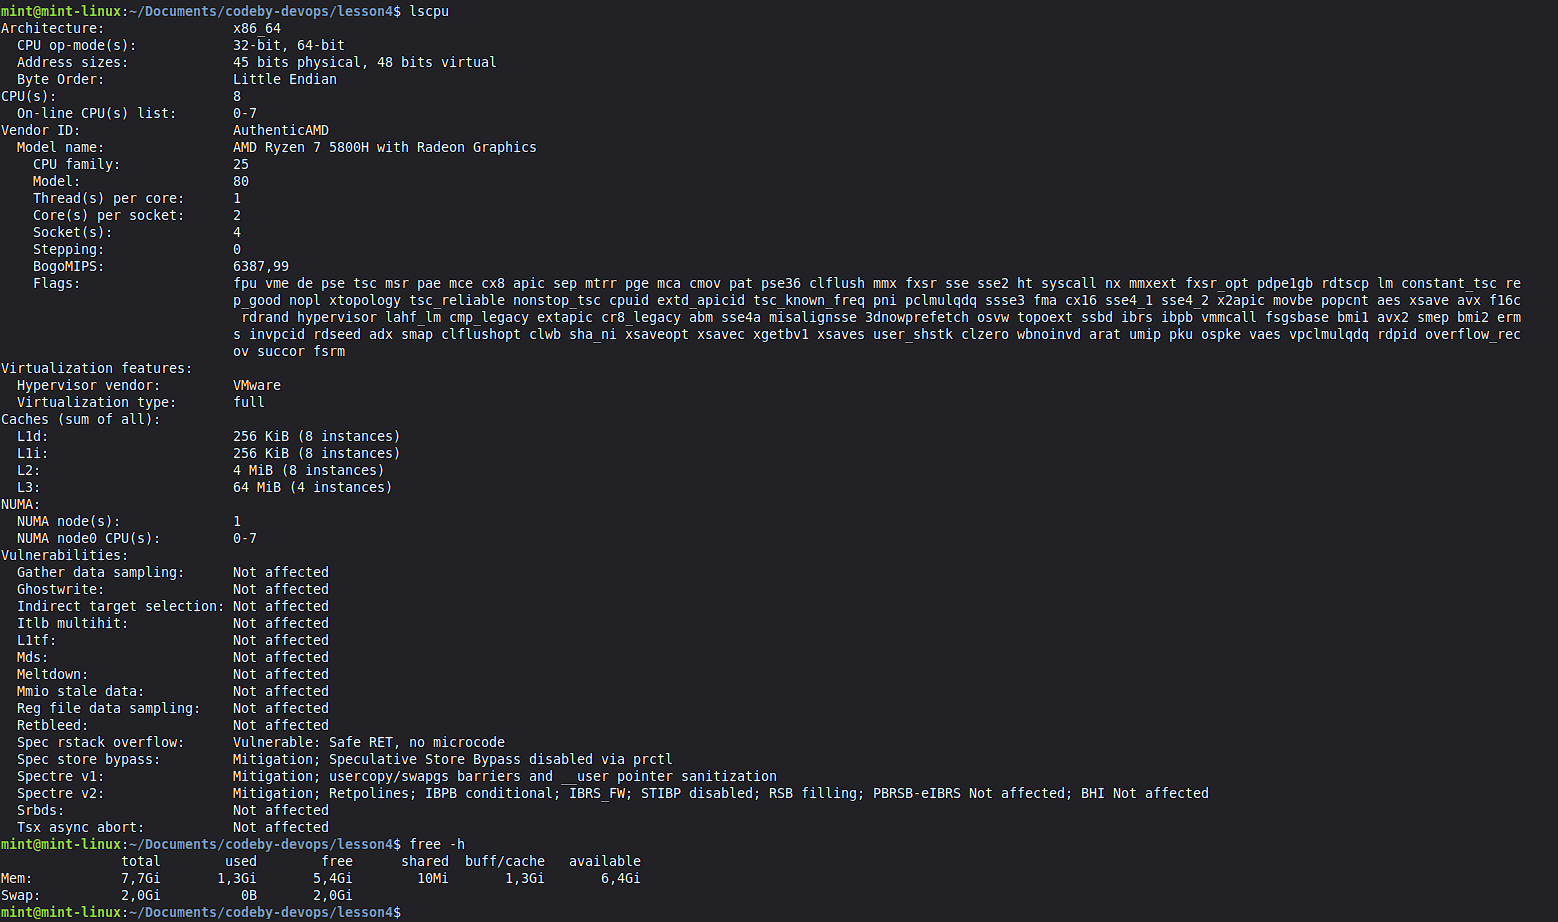 mint@mint-linux:~/Documents/codeby-devops/lesson4$ lscpu
Architecture:                x86_64
  CPU op-mode(s):            32-bit, 64-bit
  Address sizes:             45 bits physical, 48 bits virtual
  Byte Order:                Little Endian
CPU(s):                      8
  On-line CPU(s) list:       0-7
Vendor ID:                   AuthenticAMD
  Model name:                AMD Ryzen 7 5800H with Radeon Graphics
    CPU family:              25
    Model:                   80
    Thread(s) per core:      1
    Core(s) per socket:      2
    Socket(s):               4
    Stepping:                0
    BogoMIPS:                6387,99
    Flags:                   fpu vme de pse tsc msr pae mce cx8 apic sep mtrr pge mca cmov pat pse36 clflush mmx fxsr sse sse2 ht syscall nx mmxext fxsr_opt pdpe1gb rdtscp lm constant_tsc re
                             p_good nopl xtopology tsc_reliable nonstop_tsc cpuid extd_apicid tsc_known_freq pni pclmulqdq ssse3 fma cx16 sse4_1 sse4_2 x2apic movbe popcnt aes xsave avx f16c
                              rdrand hypervisor lahf_lm cmp_legacy extapic cr8_legacy abm sse4a misalignsse 3dnowprefetch osvw topoext ssbd ibrs ibpb vmmcall fsgsbase bmi1 avx2 smep bmi2 erm
                             s invpcid rdseed adx smap clflushopt clwb sha_ni xsaveopt xsavec xgetbv1 xsaves user_shstk clzero wbnoinvd arat umip pku ospke vaes vpclmulqdq rdpid overflow_rec
                             ov succor fsrm
Virtualization features:
  Hypervisor vendor:         VMware
  Virtualization type:       full
Caches (sum of all):
  L1d:                       256 KiB (8 instances)
  L1i:                       256 KiB (8 instances)
  L2:                        4 MiB (8 instances)
  L3:                        64 MiB (4 instances)
NUMA:
  NUMA node(s):              1
  NUMA node0 CPU(s):         0-7
Vulnerabilities:
  Gather data sampling:      Not affected
  Ghostwrite:                Not affected
  Indirect target selection: Not affected
  Itlb multihit:             Not affected
  L1tf:                      Not affected
  Mds:                       Not affected
  Meltdown:                  Not affected
  Mmio stale data:           Not affected
  Reg file data sampling:    Not affected
  Retbleed:                  Not affected
  Spec rstack overflow:      Vulnerable: Safe RET, no microcode
  Spec store bypass:         Mitigation; Speculative Store Bypass disabled via prctl
  Spectre v1:                Mitigation; usercopy/swapgs barriers and __user pointer sanitization
  Spectre v2:                Mitigation; Retpolines; IBPB conditional; IBRS_FW; STIBP disabled; RSB filling; PBRSB-eIBRS Not affected; BHI Not affected
  Srbds:                     Not affected
  Tsx async abort:           Not affected
mint@mint-linux:~/Documents/codeby-devops/lesson4$ free -h
               total        used        free      shared  buff/cache   available
Mem:           7,7Gi       1,3Gi       5,4Gi        10Mi       1,3Gi       6,4Gi
Swap:          2,0Gi          0B       2,0Gi
mint@mint-linux:~/Documents/codeby-devops/lesson4$